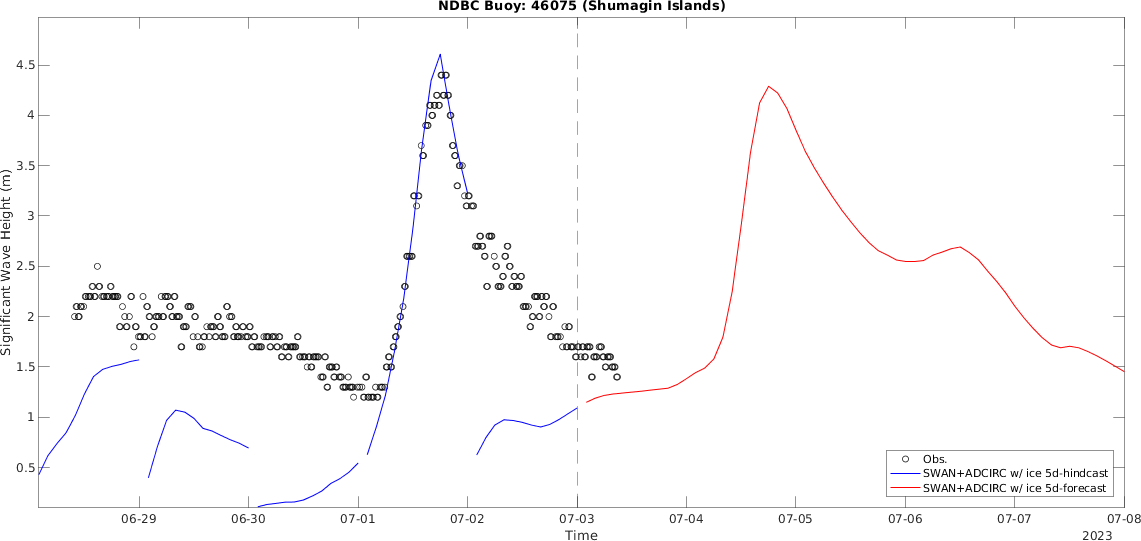 NDBC Buoy: 46075 (Shumagin Islands)
Significant Wave Height (m)
4.5
4
3.5
3
2.5
2
1.5
1
0.5
Obs.
SWAN+ADCIRC w/ ice 5d-hindcast
SWAN+ADCIRC w/ ice 5d-forecast
06-29 06-30 07-01 07-02 07-03 07-04 07-05 07-06 07-07 07-08
Time
2023